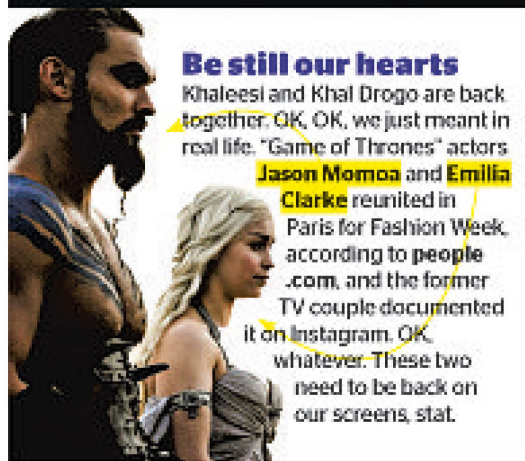 Be still our hearts
Khaleesi and Khal Drogo are back
together. OK, OK, we just meant in
real life. "Game of Thrones" actors
Jason Momoa and Emilia
Clarke reunited in
Paris for Fashion Week,
according to people
.com, and the former
TV couple documented
it on Instagram. OK,
whatever. These two
need to be back on
our screens, stat.